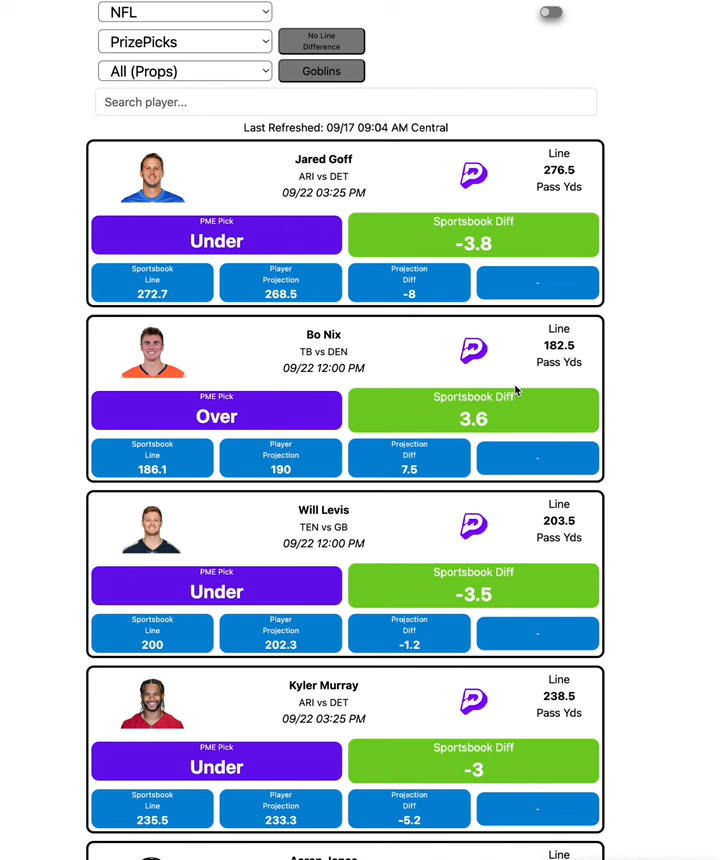 NFL
PrizePicks
No Line
Difference
All (Props)
Goblins
Search player...
Last Refreshed: 09/17 09:04 AM Central
Jared Goff
ARI vs DET
09/22 03:25 PM
Line
276.5
Pass Yds
PME Pick
Under
Sportsbook Diff
-3.8
Sportsbook
Line
272.7
Player
Projection
268.5
Projection
Diff
-8
-
Bo Nix
TB vs DEN
09/22 12:00 PM
Line
182.5
Pass Yds
PME Pick
Over
Sportsbook Diff
3.6
Sportsbook
Line
186.1
Player
Projection
190
Projection
Diff
7.5
-
Will Levis
TEN vs GB
09/22 12:00 PM
Line
203.5
Pass Yds
PME Pick
Under
Sportsbook Diff
-3.5
Sportsbook
Line
200
Player
Projection
202.3
Projection
Diff
-1.2
-
Kyler Murray
ARI vs DET
09/22 03:25 PM
Line
238.5
Pass Yds
PME Pick
Under
Sportsbook Diff
-3
Sportsbook
Line
235.5
Player
Projection
233.3
Projection
Diff
-5.2
-
Aaron Jones
Line